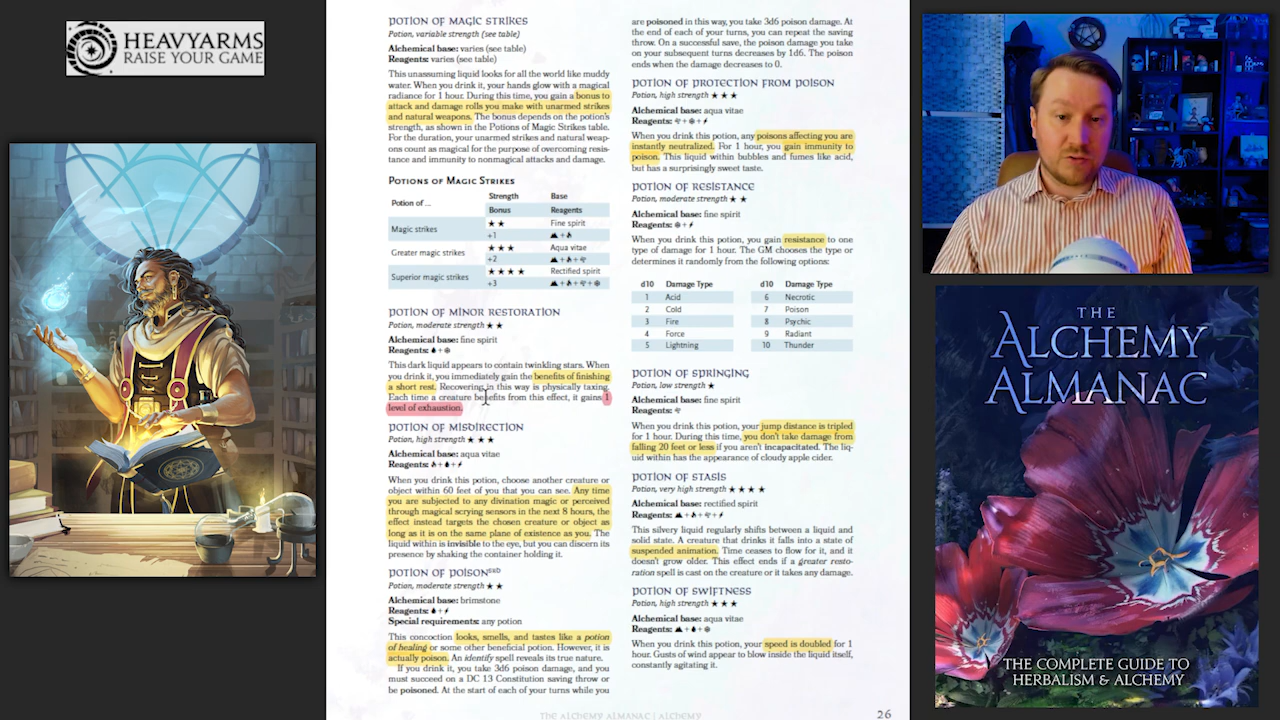 HEAVYARMS
RAISE YOUR GAME
POTION OF MAGIC STRIKES
Potion, variable strength (see table)
Alchemical base: varies (see table)
Reagents: varies (see table)
This unassuming liquid looks for all the world like muddy
water. When you drink it, your hands glow with a magical
radiance for 1 hour. During this time, you gain a bonus to
attack and damage rolls you make with unarmed strikes
and natural weapons. The bonus depends on the potion's
strength, as shown in the Potions of Magic Strikes table.
For the duration, your unarmed strikes and natural weap-
ons count as magical for the purpose of overcoming resis-
tance and immunity to nonmagical attacks and damage.
POTIONS OF MAGIC STRIKES
Potion of ... Strength Base
Bonus Reagents
Magic strikes ★ ★ Fine spirit
+1 +
Greater magic strikes ★ ★ ★ Aqua vitae
+2 + +
Superior magic strikes ★ ★ ★ ★ Rectified spirit
+3 + + +
POTION OF MINOR RESTORATION
Potion, moderate strength ★ ★
Alchemical base: fine spirit
Reagents: +
This dark liquid appears to contain twinkling stars. When
you drink it, you immediately gain the benefits of finishing
a short rest. Recovering in this way is physically taxing.
Each time a creature benefits from this effect, it gains 1
level of exhaustion.
POTION OF MISDIRECTION
Potion, high strength ★ ★ ★
Alchemical base: aqua vitae
Reagents: + +
When you drink this potion, choose another creature or
object within 60 feet of you that you can see. Any time
you are subjected to any divination magic or perceived
through magical scrying sensors in the next 8 hours, the
effect instead targets the chosen creature or object as
long as it is on the same plane of existence as you. The
liquid within is invisible to the eye, but you can discern its
presence by shaking the container holding it.
POTION OF POISON SRD
Potion, moderate strength ★ ★
Alchemical base: brimstone
Reagents: +
Special requirements: any potion
This concoction looks, smells, and tastes like a potion
of healing or some other beneficial potion. However, it is
actually poison. An identify spell reveals its true nature.
If you drink it, you take 3d6 poison damage, and you
must succeed on a DC 13 Constitution saving throw or
be poisoned. At the start of each of your turns while you
are poisoned in this way, you take 3d6 poison damage. At
the end of each of your turns, you can repeat the saving
throw. On a successful save, the poison damage you take
on your subsequent turns decreases by 1d6. The poison
ends when the damage decreases to 0.
POTION OF PROTECTION FROM POISON
Potion, high strength ★ ★ ★
Alchemical base: aqua vitae
Reagents: + +
When you drink this potion, any poisons affecting you are
instantly neutralized. For 1 hour, you gain immunity to
poison. This liquid within bubbles and fumes like acid,
but has a surprisingly sweet taste.
POTION OF RESISTANCE
Potion, moderate strength ★ ★
Alchemical base: fine spirit
Reagents: +
When you drink this potion, you gain resistance to one
type of damage for 1 hour. The GM chooses the type or
determines it randomly from the following options:
d10 Damage Type d10 Damage Type
1 Acid 6 Necrotic
2 Cold 7 Poison
3 Fire 8 Psychic
4 Force 9 Radiant
5 Lightning 10 Thunder
POTION OF SPRINGING
Potion, low strength ★
Alchemical base: fine spirit
Reagents:
When you drink this potion, your jump distance is tripled
for 1 hour. During this time, you don't take damage from
falling 20 feet or less if you aren't incapacitated. The liq-
uid within has the appearance of cloudy apple cider.
POTION OF STASIS
Potion, very high strength ★ ★ ★ ★
Alchemical base: rectified spirit
Reagents: + + +
This silvery liquid regularly shifts between a liquid and
solid state. A creature that drinks it falls into a state of
suspended animation. Time ceases to flow for it, and it
doesn't grow older. This effect ends if a greater resto-
ration spell is cast on the creature or it takes any damage.
POTION OF SWIFTNESS
Potion, high strength ★ ★ ★
Alchemical base: aqua vitae
Reagents: + +
When you drink this potion, your speed is doubled for 1
hour. Gusts of wind appear to blow inside the liquid itself,
constantly agitating it.
THE ALCHEMY ALMANAC | ALCHEMY
26
THE
ALCHEMY
ALMANAC
THE COMPLETE GUIDE TO
HERBALISM & ALCHEMY